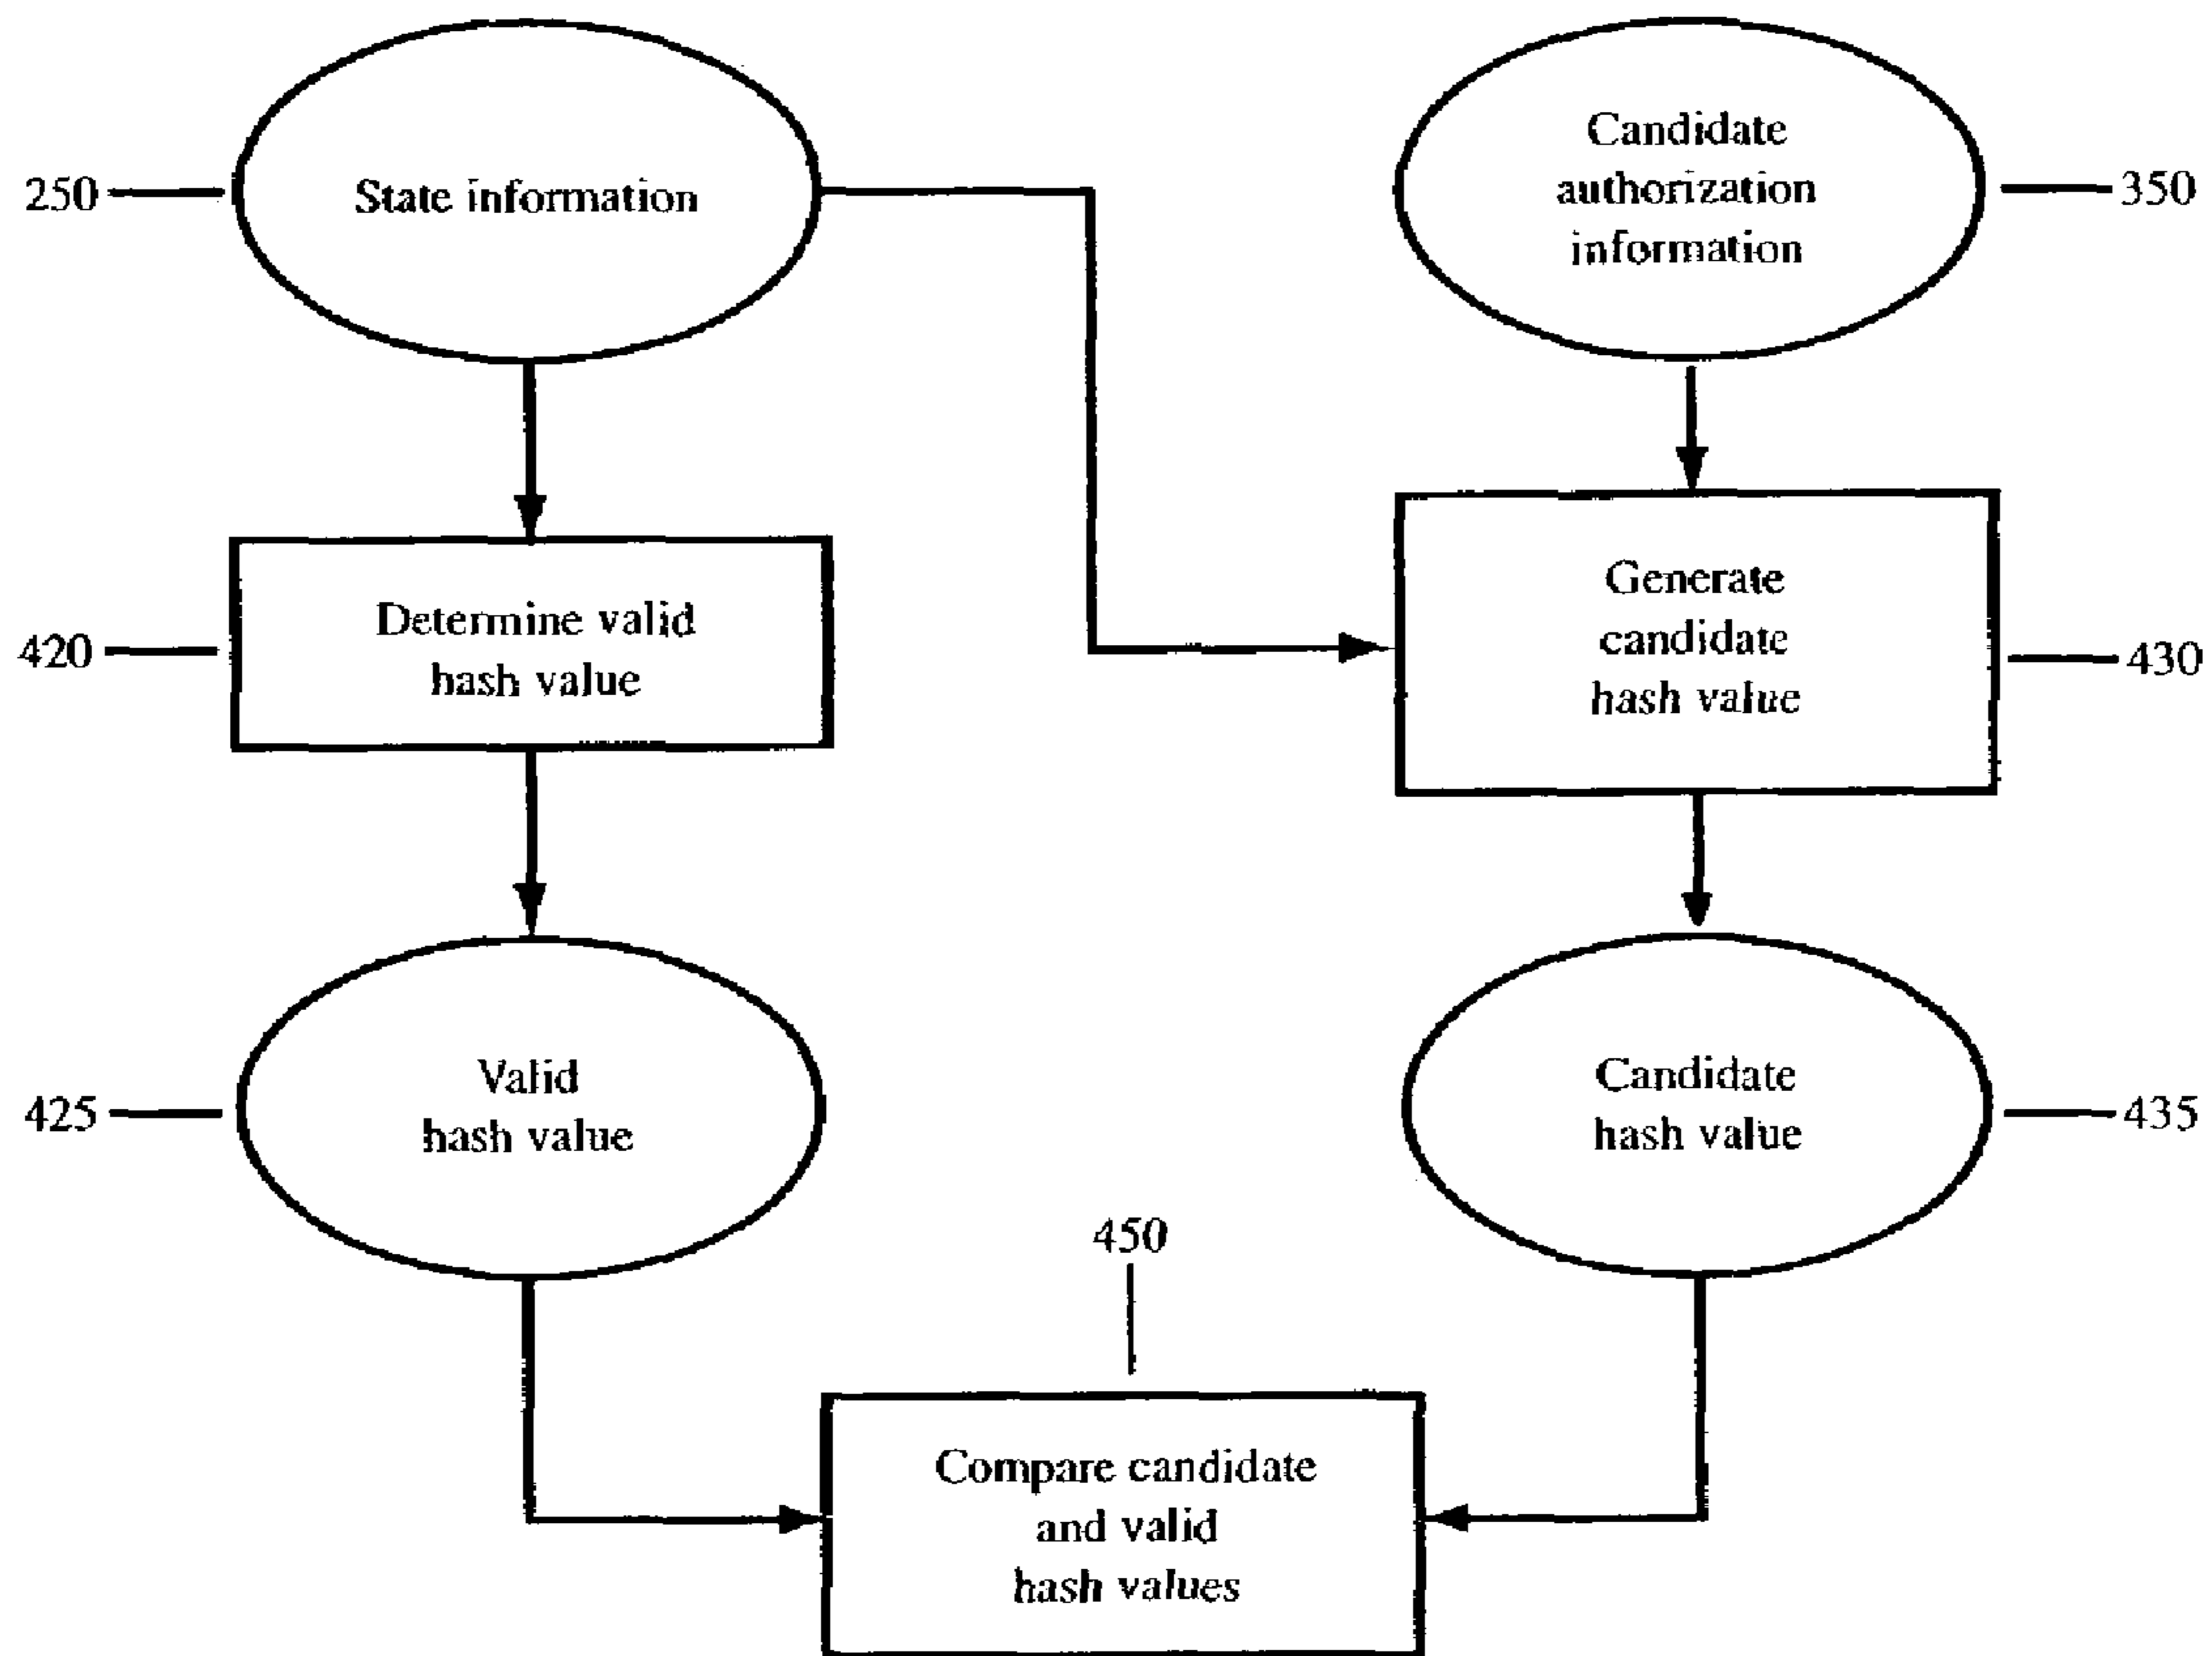 250
State information
Candidate
authorization
information
350
420
Determine valid
hash value
Generate
candidate
hash value
430
425
Valid
hash value
Candidate
hash value
435
450
Compare candidate
and valid
hash values